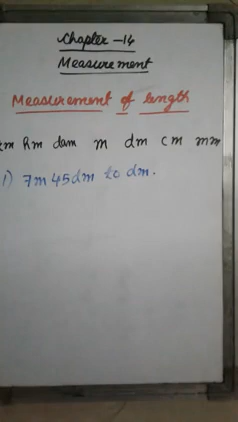 Chapter - 14
Measurement
Measurement of length
km hm dam m dm cm mm
1) 7m 45dm to dm.